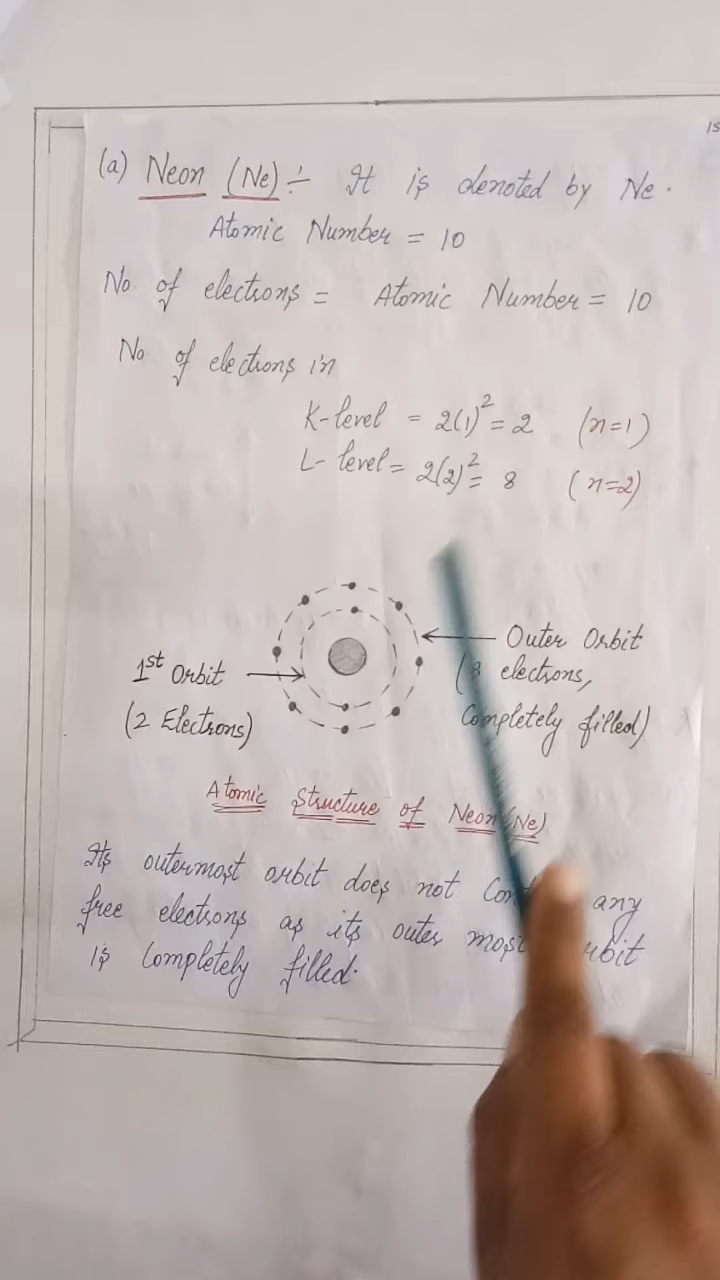 15
(a) Neon (Ne) ÷ It is denoted by Ne.
Atomic Number = 10
No. of electrons = Atomic Number = 10
No of electrons in
K-level = 2(1)² = 2 (n=1)
L-level = 2(2)² = 8 (n=2)
1st Orbit
(2 Electrons)
Outer Orbit
(8 electrons,
Completely filled)
Atomic Structure of Neon (Ne)
Its outermost orbit does not any
free electrons as its outer most
is Completely filled.